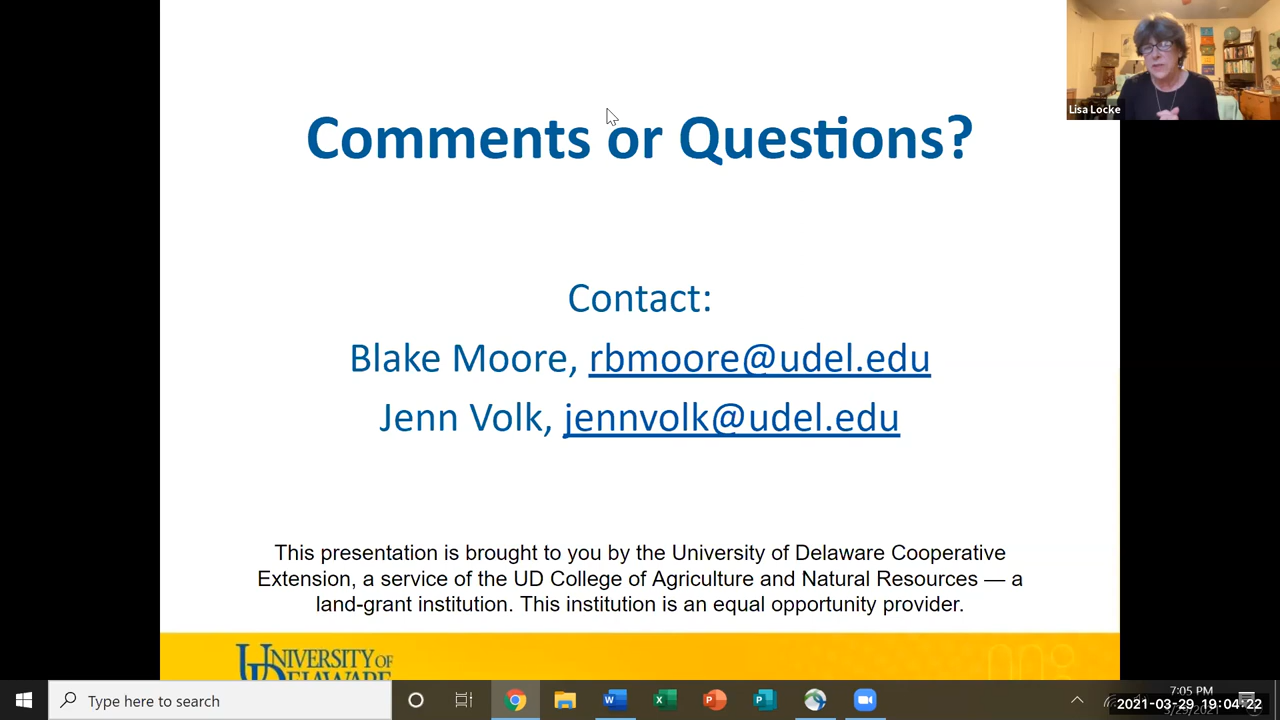 Comments or Questions?
Lisa Locke
Contact:
Blake Moore, rbmoore@udel.edu
Jenn Volk, jennvolk@udel.edu
This presentation is brought to you by the University of Delaware Cooperative
Extension, a service of the UD College of Agriculture and Natural Resources — a
land-grant institution. This institution is an equal opportunity provider.
UNIVERSITY OF
DELAWARE
Type here to search
7:05 PM
2021-03-29 19:04:22